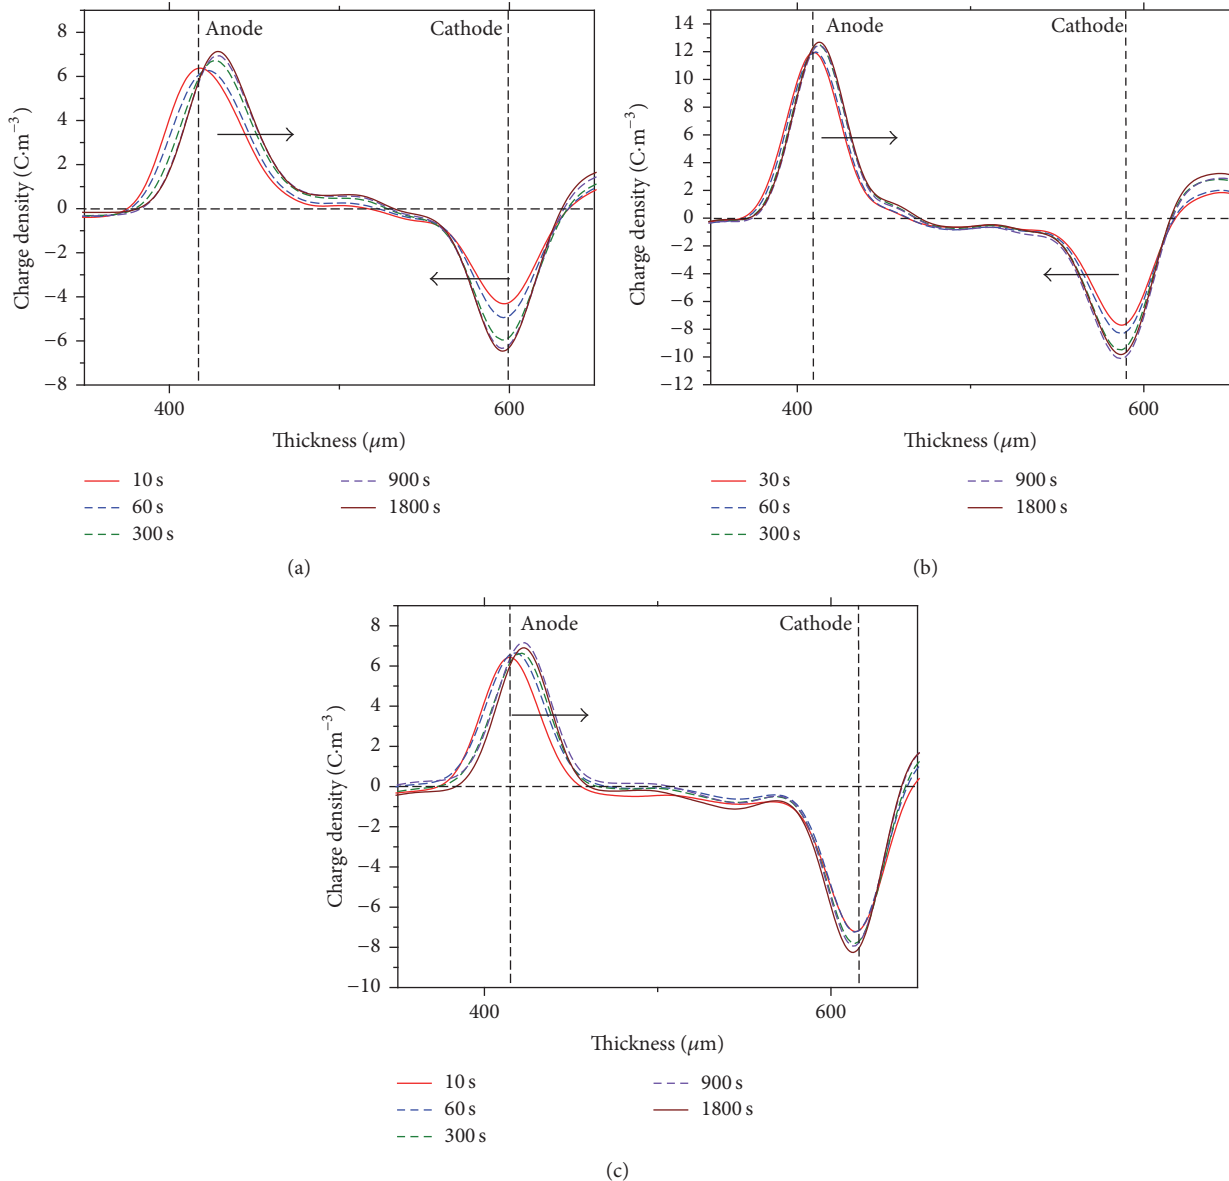 Anode
Cathode
8
6
4
2
0
−2
−4
−6
−8
Charge density (C·m−3)
400
600
Thickness (μm)
10 s
60 s
300 s
900 s
1800 s
(a)
Anode
Cathode
14
12
10
8
6
4
2
0
−2
−4
−6
−8
−10
−12
Charge density (C·m−3)
400
600
Thickness (μm)
30 s
60 s
300 s
900 s
1800 s
(b)
Anode
Cathode
8
6
4
2
0
−2
−4
−6
−8
−10
Charge density (C·m−3)
400
600
Thickness (μm)
10 s
60 s
300 s
900 s
1800 s
(c)